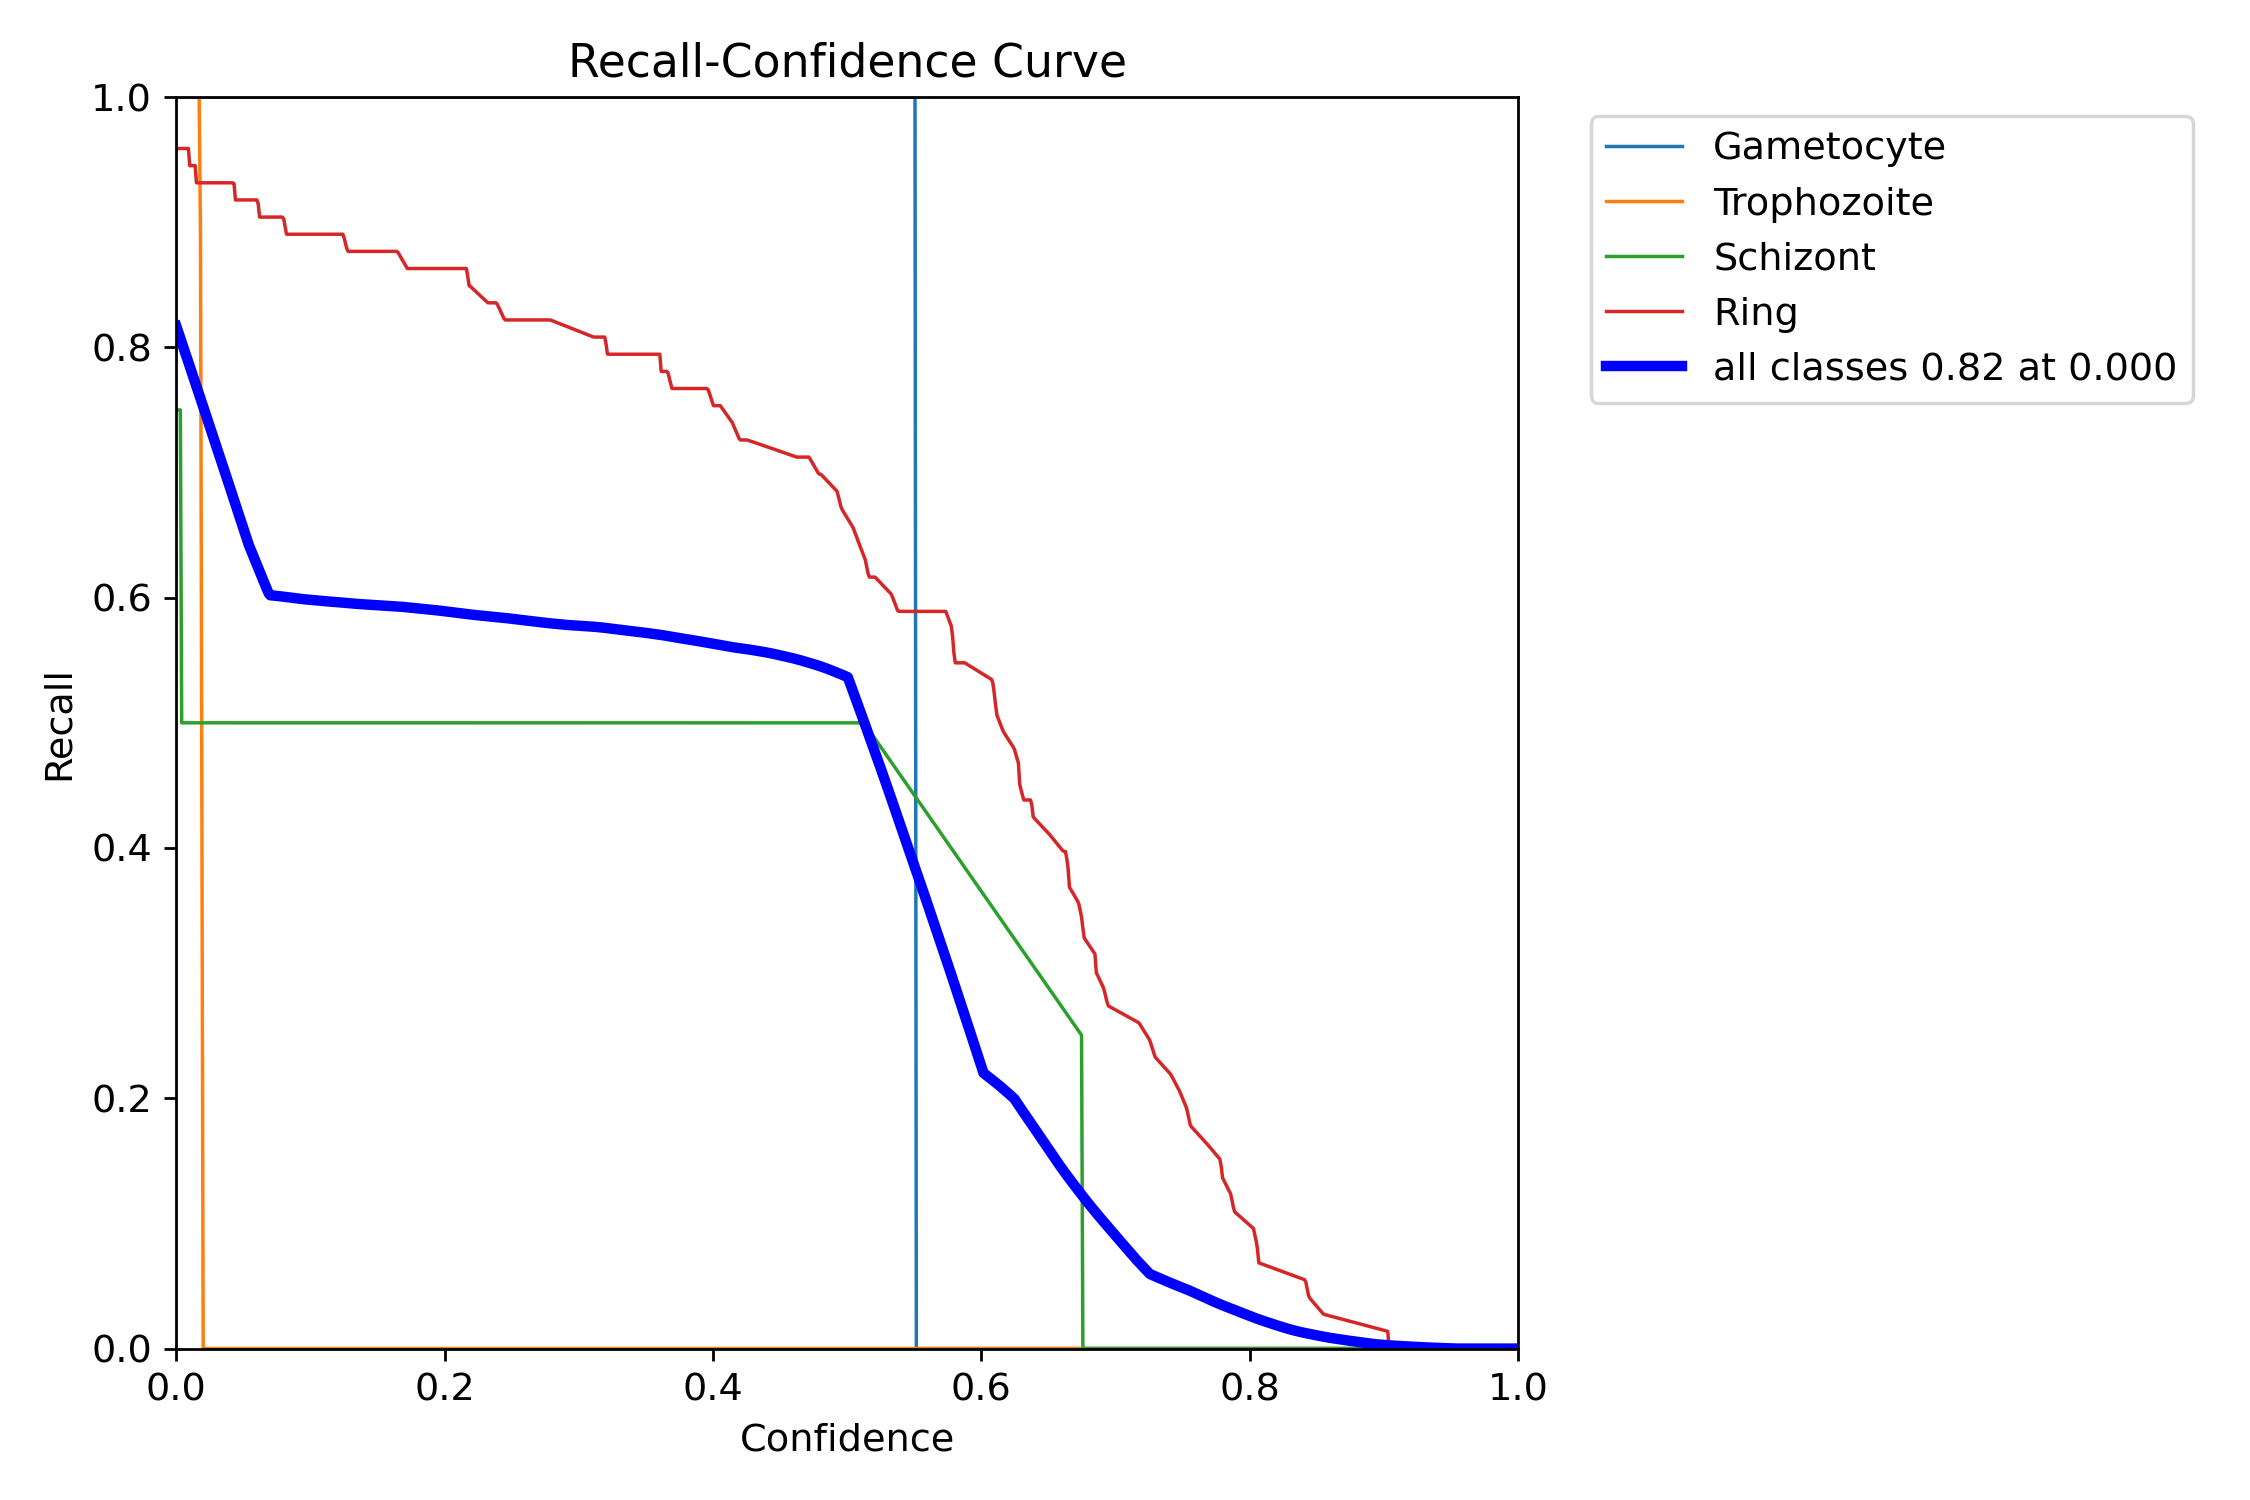 Recall-Confidence Curve
1.0
0.8
0.6
0.4
0.2
0.0
Recall
0.0 0.2 0.4 0.6 0.8 1.0
Confidence
Gametocyte
Trophozoite
Schizont
Ring
all classes 0.82 at 0.000